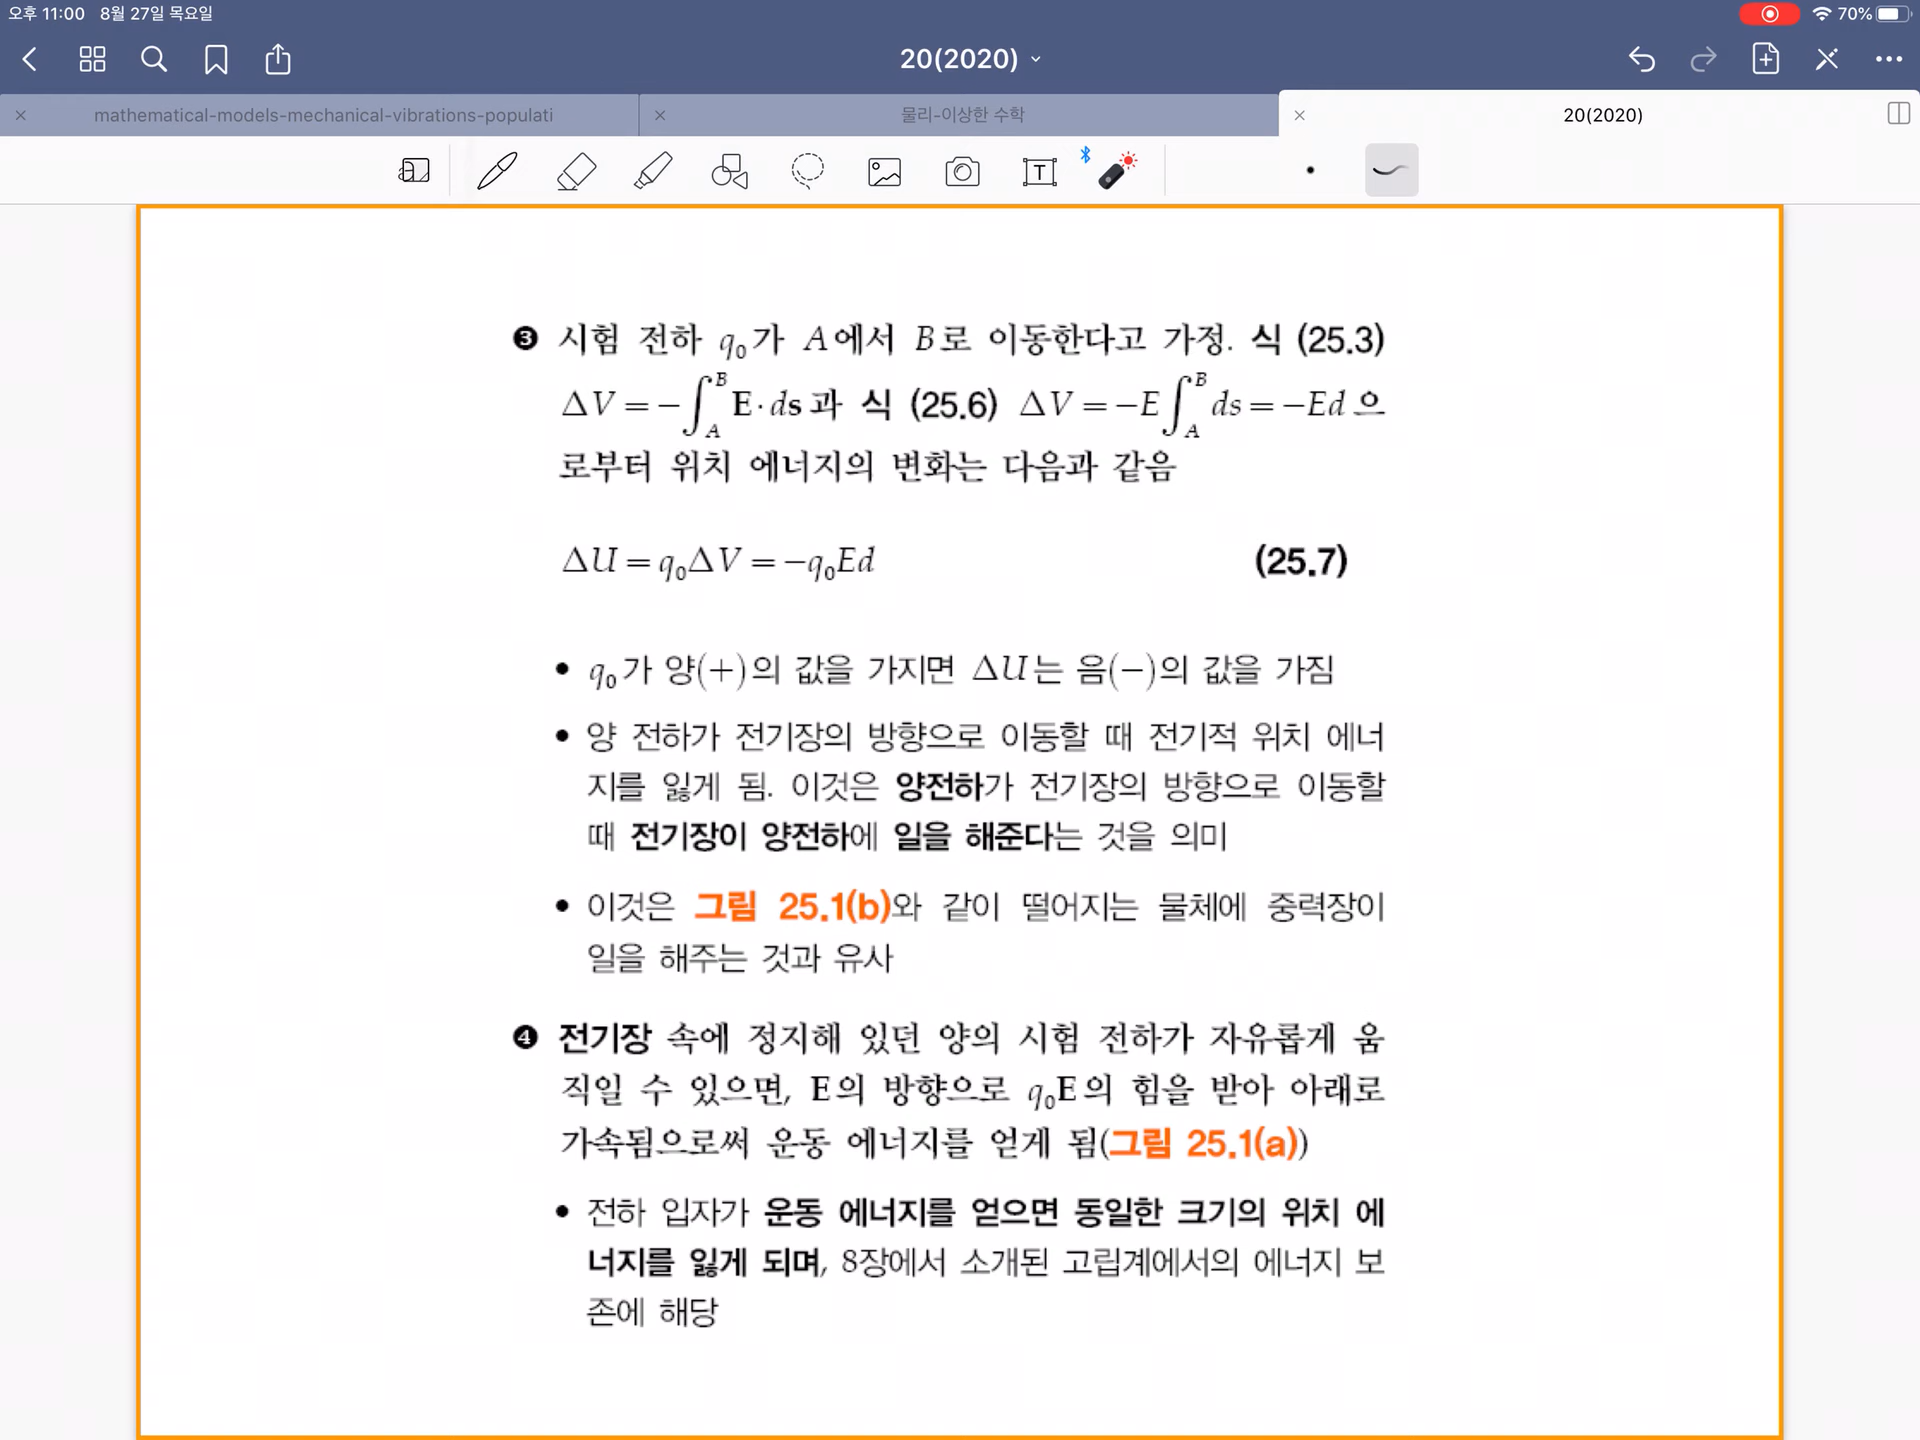 오후 11:00 8월 27일 목요일
70%
20(2020)
mathematical-models-mechanical-vibrations-populati
물리-이상한 수학
20(2020)
❸ 시험 전하 q₀가 A에서 B로 이동한다고 가정. 식 (25.3)
ΔV = −∫_A^B E·ds과 식 (25.6) ΔV = −E∫_A^B ds = −Ed으
로부터 위치 에너지의 변화는 다음과 같음
ΔU = q₀ΔV = −q₀Ed (25.7)
• q₀가 양(+)의 값을 가지면 ΔU는 음(−)의 값을 가짐
• 양 전하가 전기장의 방향으로 이동할 때 전기적 위치 에너
지를 잃게 됨. 이것은 양전하가 전기장의 방향으로 이동할
때 전기장이 양전하에 일을 해준다는 것을 의미
• 이것은 그림 25.1(b)와 같이 떨어지는 물체에 중력장이
일을 해주는 것과 유사
❹ 전기장 속에 정지해 있던 양의 시험 전하가 자유롭게 움
직일 수 있으면, E의 방향으로 q₀E의 힘을 받아 아래로
가속됨으로써 운동 에너지를 얻게 됨(그림 25.1(a))
• 전하 입자가 운동 에너지를 얻으면 동일한 크기의 위치 에
너지를 잃게 되며, 8장에서 소개된 고립계에서의 에너지 보
존에 해당